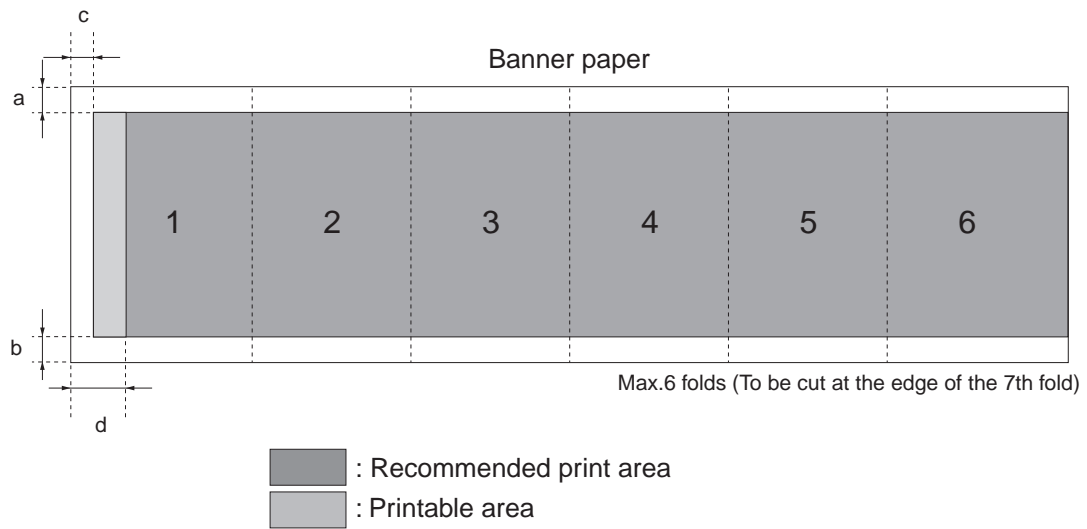 c
Banner paper
a
1 2 3 4 5 6
b
Max.6 folds (To be cut at the edge of the 7th fold)
d
: Recommended print area
: Printable area